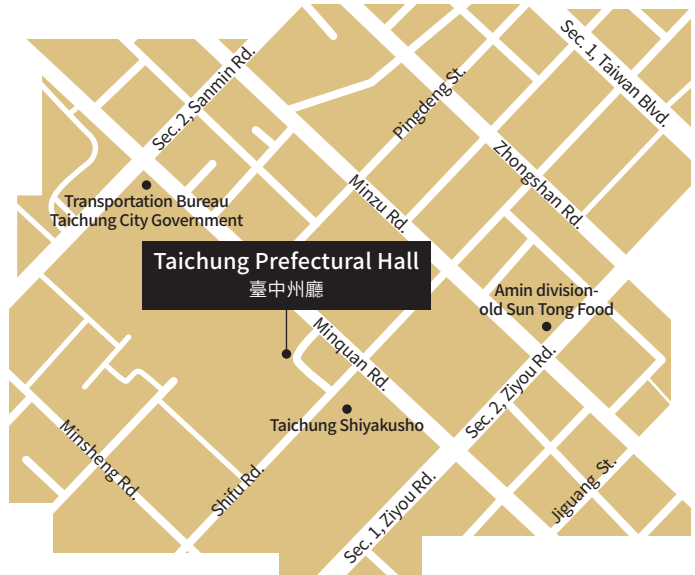 Sec. 1, Taiwan Blvd.
Sec. 2, Sanmin Rd.
Pingdeng St.
Zhongshan Rd.
Minzu Rd.
Transportation Bureau
Taichung City Government
Taichung Prefectural Hall
臺中州廳
Amin division-
old Sun Tong Food
Minquan Rd.
Sec. 2, Ziyou Rd.
Taichung Shiyakusho
Minsheng Rd.
Shifu Rd.
Sec. 1, Ziyou Rd.
Jiguang St.